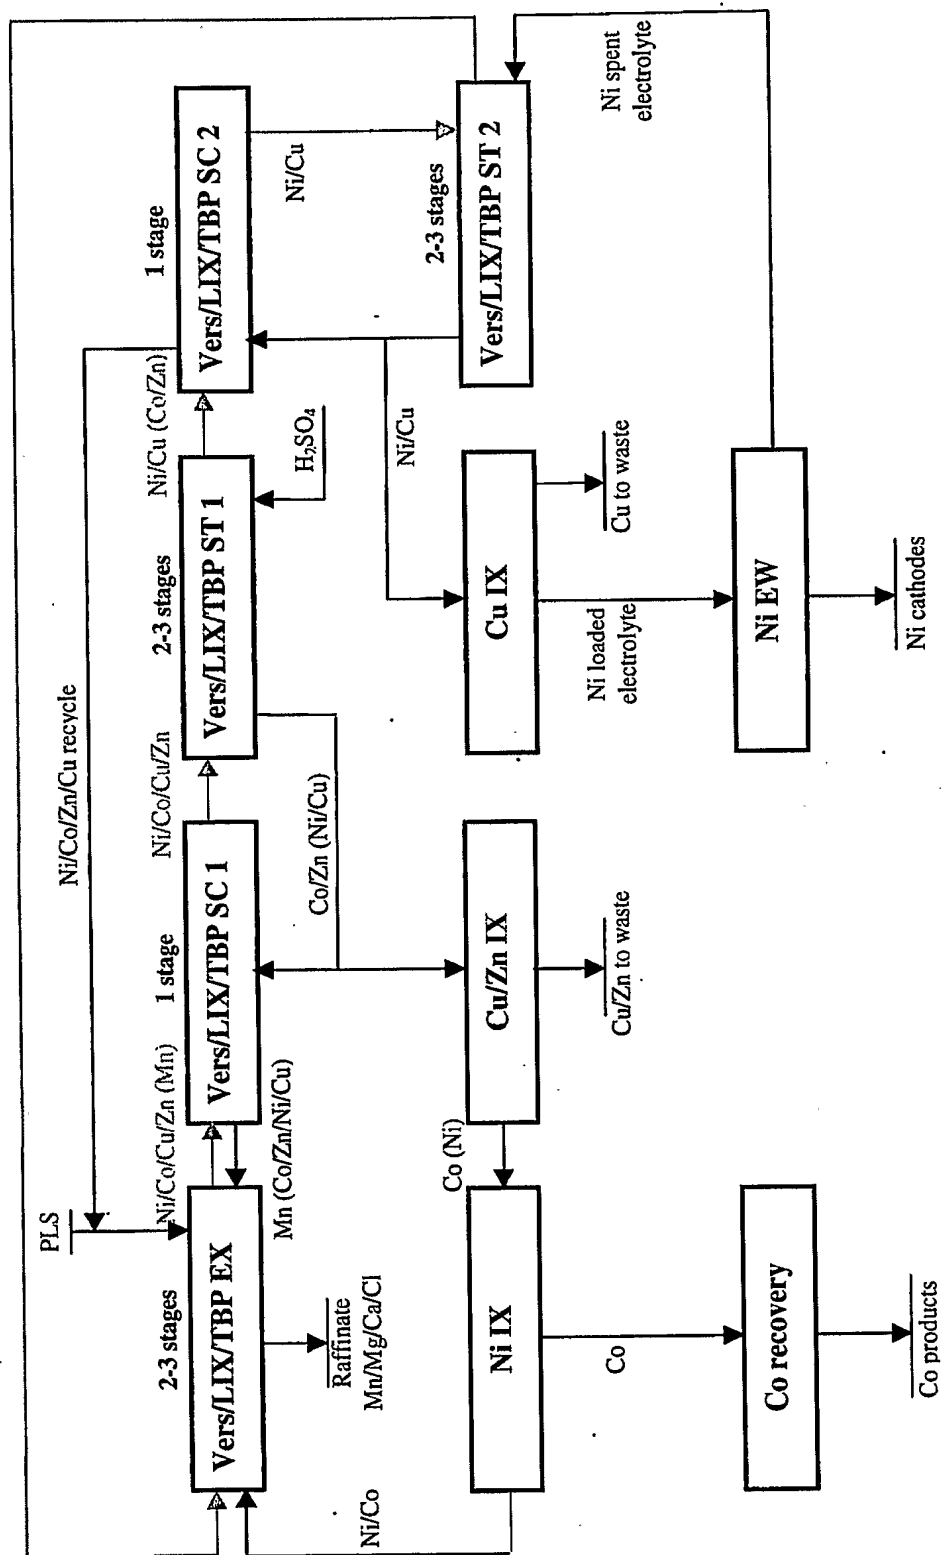 Ni/Co/Zn/Cu recycle
PLS
2-3 stages
Vers/LIX/TBP EX
Ni/Co/Cu/Zn (Mn)
1 stage
Vers/LIX/TBP SC 1
Ni/Co/Cu/Zn
2-3 stages
Vers/LIX/TBP ST 1
Ni/Cu (Co/Zn)
1 stage
Vers/LIX/TBP SC 2
Raffinate
Mn/Mg/Ca/Cl
Mn (Co/Zn/Ni/Cu)
Co/Zn (Ni/Cu)
H₂SO₄
Ni/Cu
Ni/Co
Ni IX
Co (Ni)
Cu/Zn IX
Cu IX
Ni/Cu
2-3 stages
Vers/LIX/TBP ST 2
Co
Cu/Zn to waste
Ni loaded
electrolyte
Cu to waste
Ni spent
electrolyte
Co recovery
Ni EW
Co products
Ni cathodes